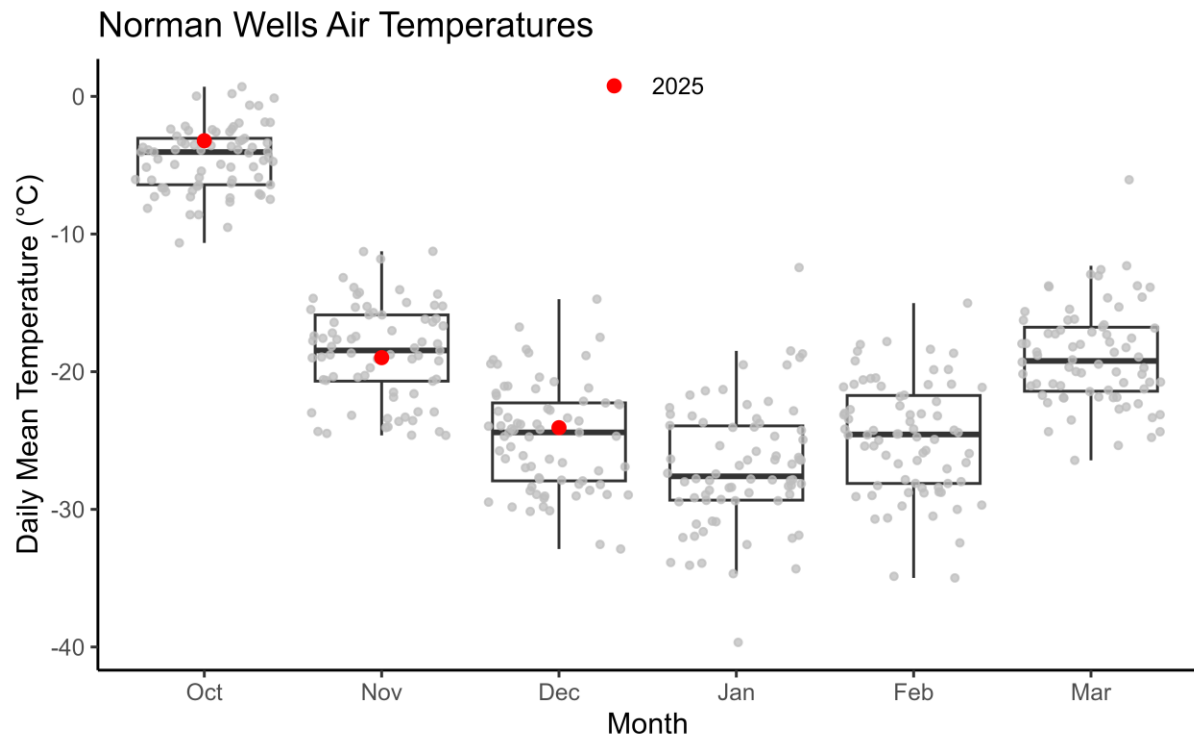 Norman Wells Air Temperatures
2025
Daily Mean Temperature (°C)
0
-10
-20
-30
-40
Oct Nov Dec Jan Feb Mar
Month